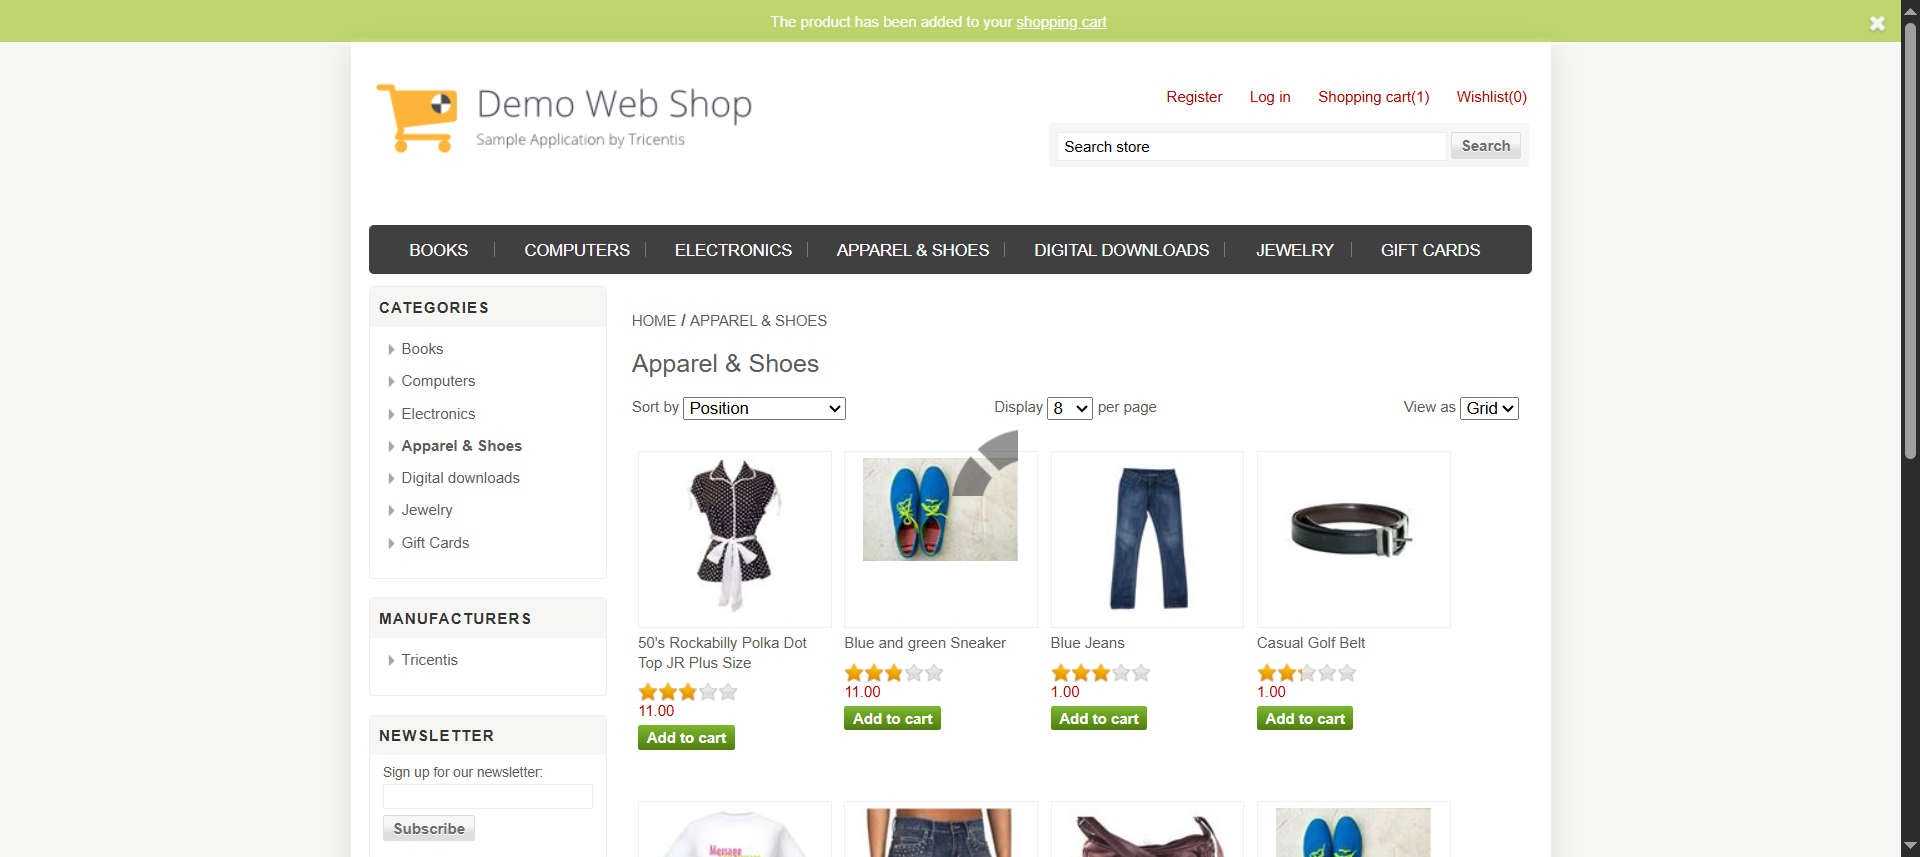 The product has been added to your shopping cart
Demo Web Shop
Sample Application by Tricentis
Register
Log in
Shopping cart(1)
Wishlist(0)
Search store
Search
BOOKS
COMPUTERS
ELECTRONICS
APPAREL & SHOES
DIGITAL DOWNLOADS
JEWELRY
GIFT CARDS
CATEGORIES
Books
Computers
Electronics
Apparel & Shoes
Digital downloads
Jewelry
Gift Cards
MANUFACTURERS
Tricentis
NEWSLETTER
Sign up for our newsletter:
Subscribe
HOME / APPAREL & SHOES
Apparel & Shoes
Sort by Position
Display 8 per page
View as Grid
50's Rockabilly Polka Dot
Top JR Plus Size
11.00
Add to cart
Blue and green Sneaker
11.00
Add to cart
Blue Jeans
1.00
Add to cart
Casual Golf Belt
1.00
Add to cart
Message